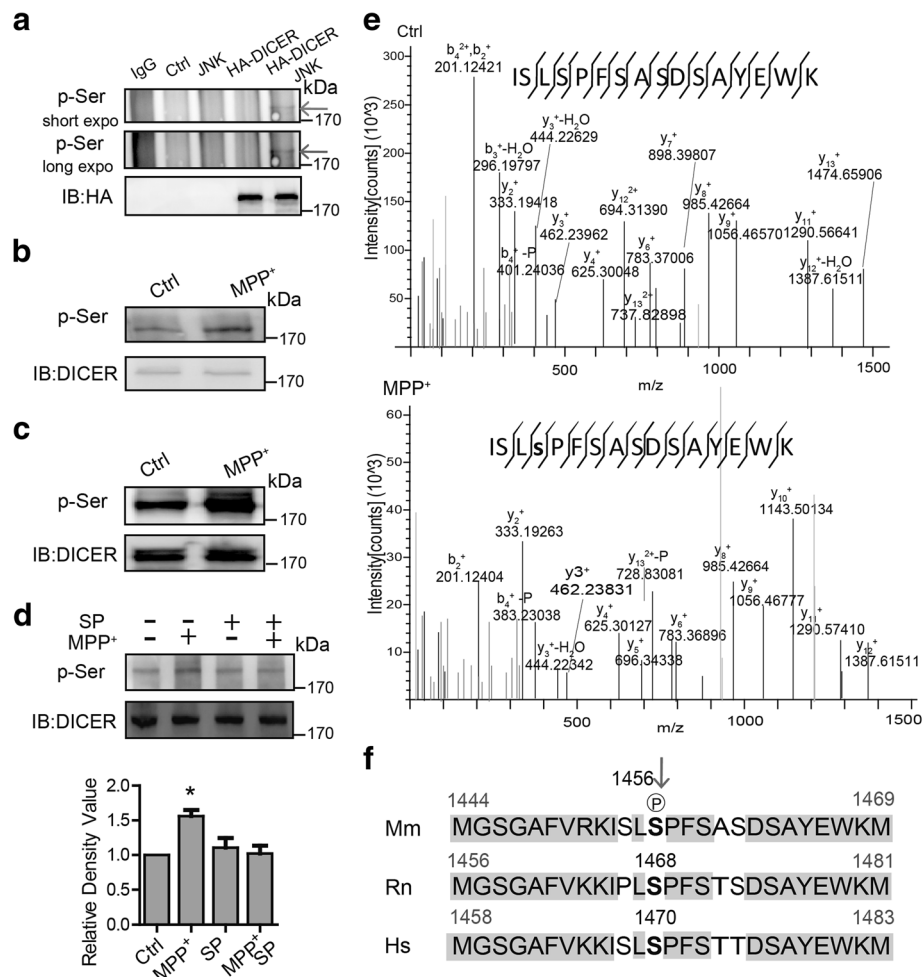 a
IgG Ctrl JNK HA-DICER HA-DICER JNK
kDa
p-Ser
short expo
170
p-Ser
long expo
170
IB:HA
170
b
Ctrl MPP+
kDa
p-Ser
IB:DICER
170
c
Ctrl MPP+
kDa
p-Ser
170
IB:DICER
170
d
SP - - + +
MPP+ - + - +
kDa
p-Ser
170
IB:DICER
170
Relative Density Value
2.0
1.5
1.0
0.5
0.0
*
Ctrl MPP+ SP MPP+ SP
e
Ctrl
Intensity[counts] (10^3)
300
250
200
150
100
50
ISLSPFSASDSAYEWK
b4 2+,b2 +
201.12421
y3+-H2O
444.22629
b3+-H2O
296.19797
y2+
333.19418
y7+
898.39807
y13+
1474.65906
y12 2+
694.31390
y8+
985.42664
y3+
462.23962
y9+
1056.46570
y11+
1290.56641
b4+ -P
401.24036
y4+
625.30048
y6+
783.37006
y12+-H2O
1387.61511
y13 2+
737.82898
500 1000 1500
m/z
MPP+
Intensity[counts] (10^3)
60
50
40
30
20
10
ISLsPFSASDSAYEWK
y2+
333.19263
y10+
1143.50134
b2+
201.12404
y3+
462.23831
y13 2+-P
728.83081
y8+
985.42664
b4+ -P
383.23038
y4+
625.30127
y6+
783.36896
y9+
1056.46777
y11+
1290.57410
y3+-H2O
444.22342
y5+
696.34338
y12+
1387.61511
500 1000 1500
m/z
f
1456
1444 P 1469
Mm MGSGAFVRKISLSPFSASDSAYEWKM
1456 1468 1481
Rn MGSGAFVKKIPLSPFSTSDSAYEWKM
1458 1470 1483
Hs MGSGAFVKKISLSPFSTTDSAYEWKM